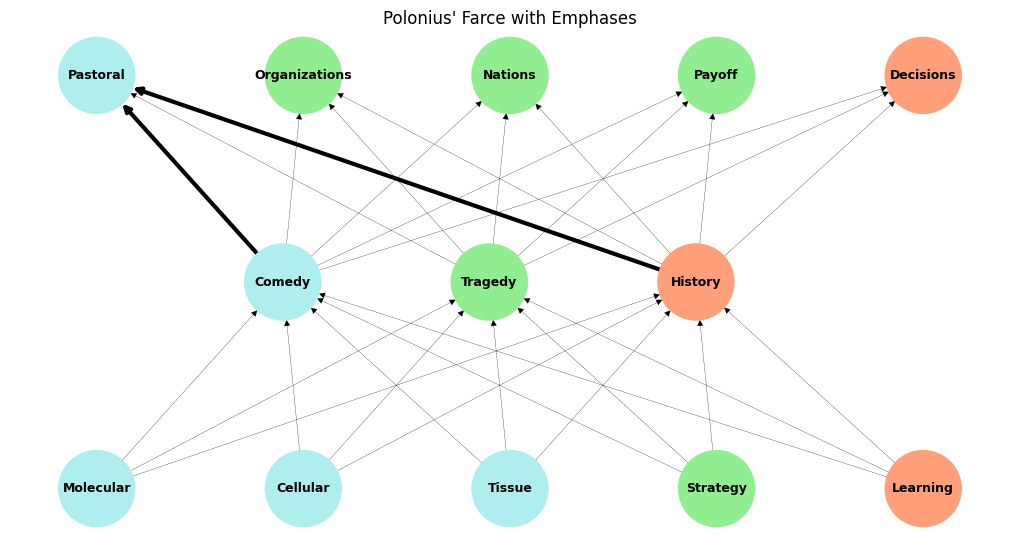 Polonius' Farce with Emphases
Pastoral
Organizations
Nations
Payoff
Decisions
Comedy
Tragedy
History
Molecular
Cellular
Tissue
Strategy
Learning